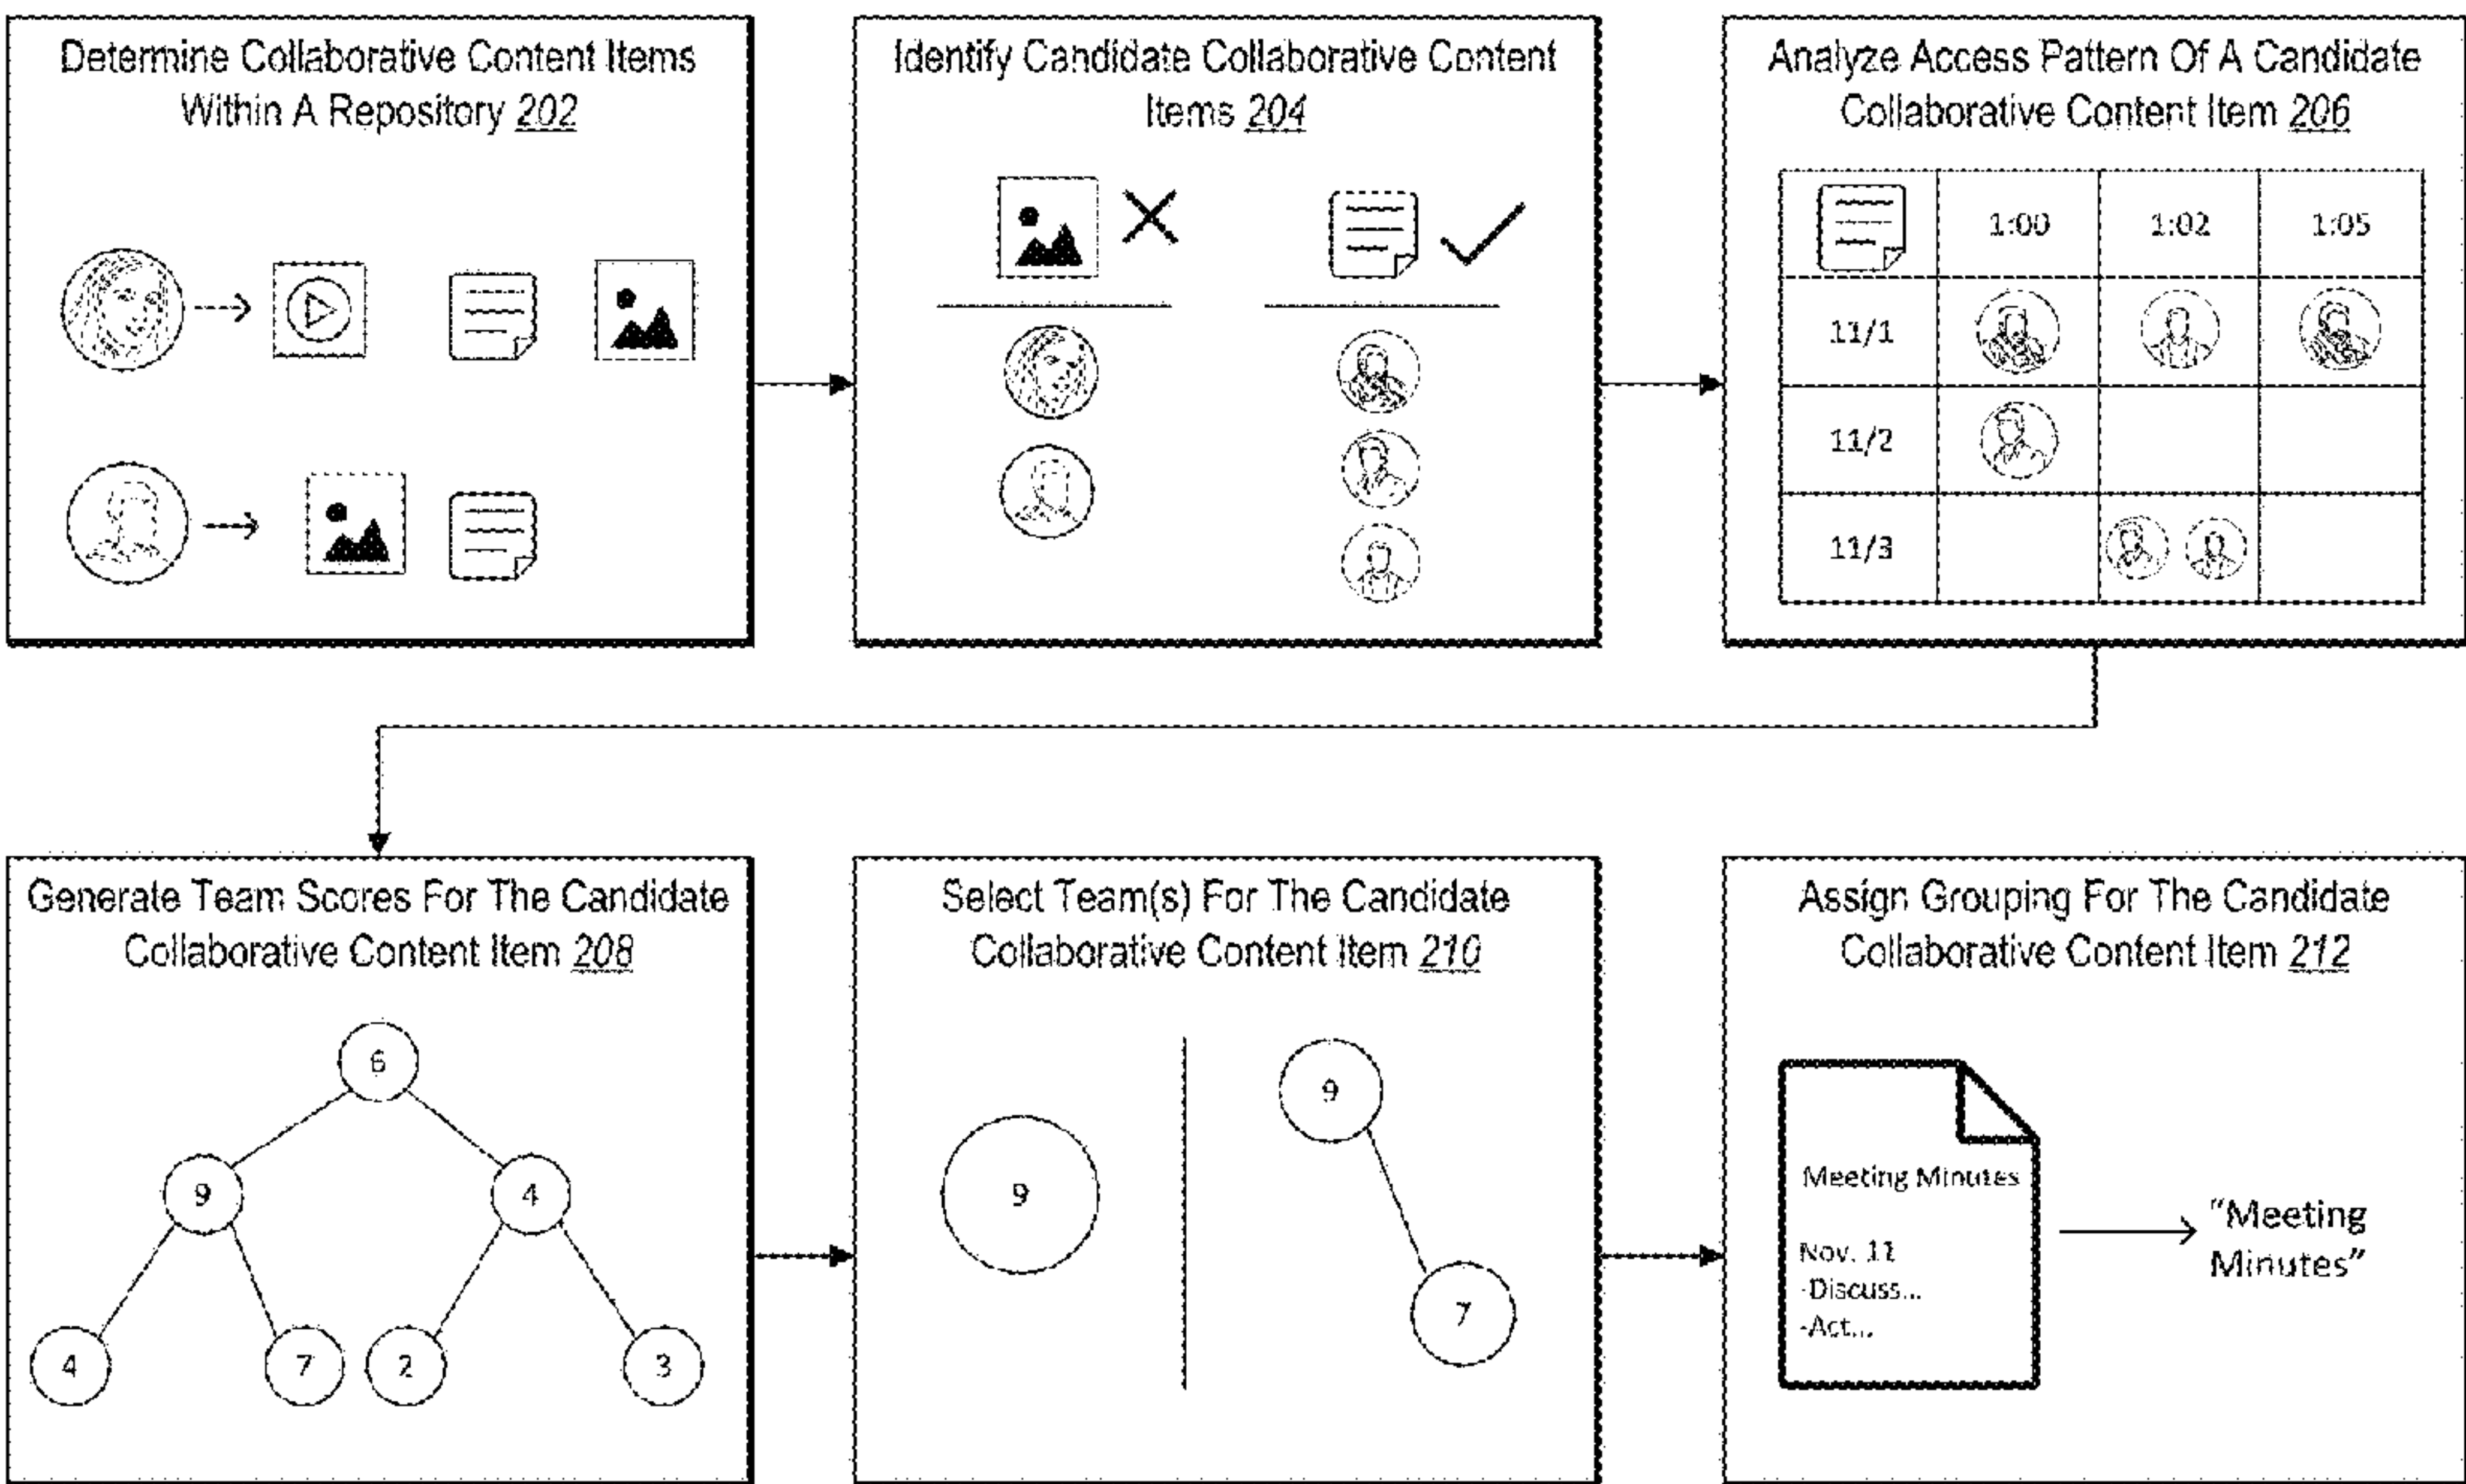 Determine Collaborative Content Items
Within A Repository 202
Identify Candidate Collaborative Content
Items 204
Analyze Access Pattern Of A Candidate
Collaborative Content Item 206
1:00 1:02 1:05
11/1
11/2
11/3
Generate Team Scores For The Candidate
Collaborative Content Item 208
6
9 4
4 7 2 3
Select Team(s) For The Candidate
Collaborative Content Item 210
9
9
7
Assign Grouping For The Candidate
Collaborative Content Item 212
Meeting Minutes
Nov. 11
-Discuss...
-Act...
“Meeting
Minutes”